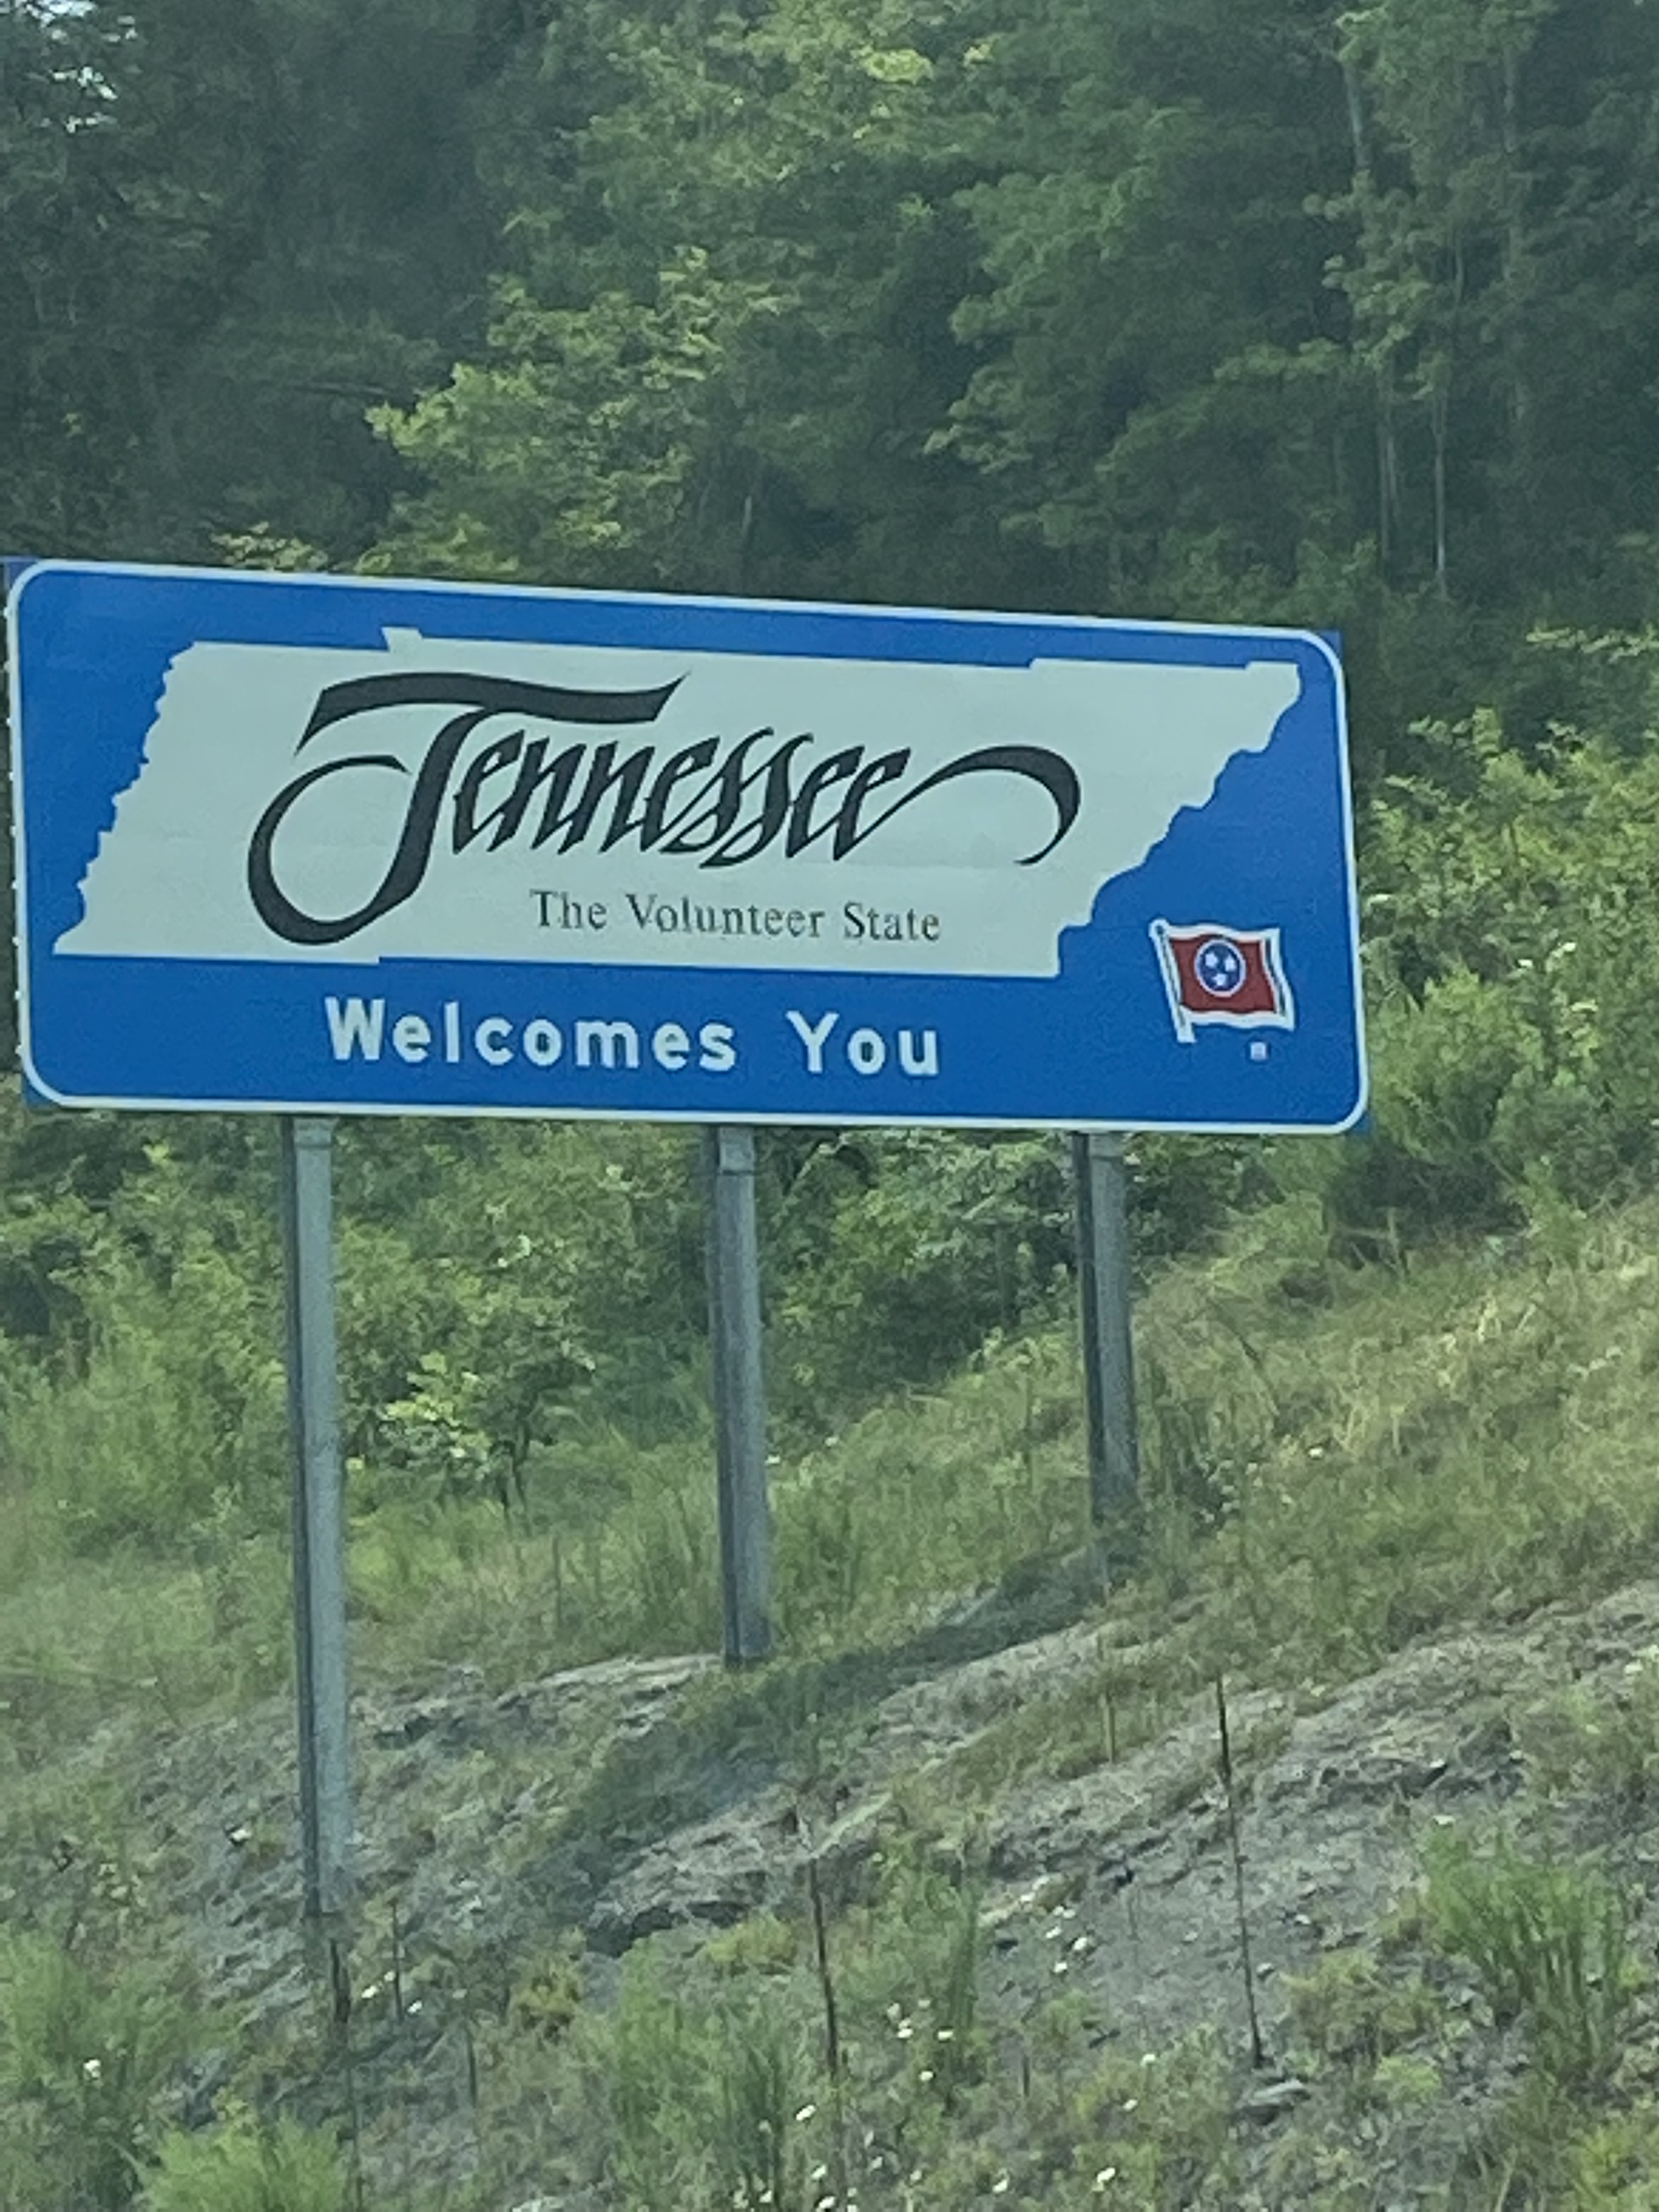 Tennessee
The Volunteer State
Welcomes You